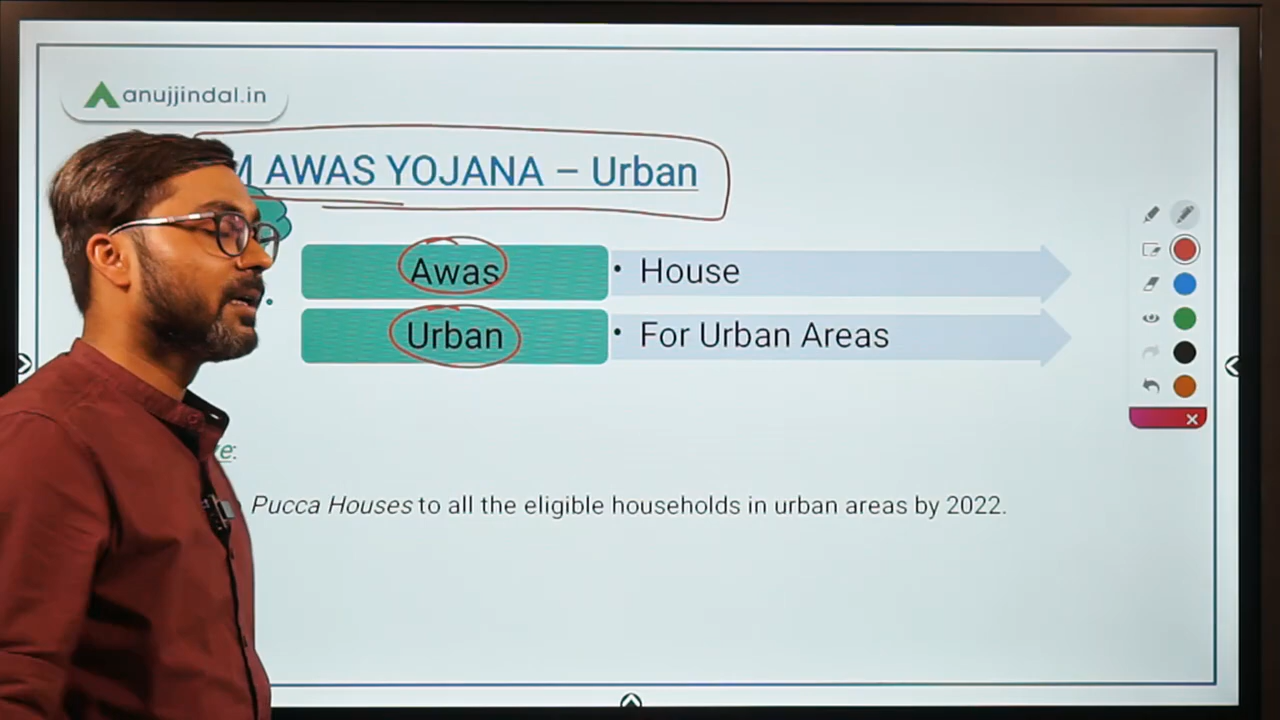 anujjindal.in
M AWAS YOJANA – Urban
Awas
• House
Urban
• For Urban Areas
Pucca Houses to all the eligible households in urban areas by 2022.